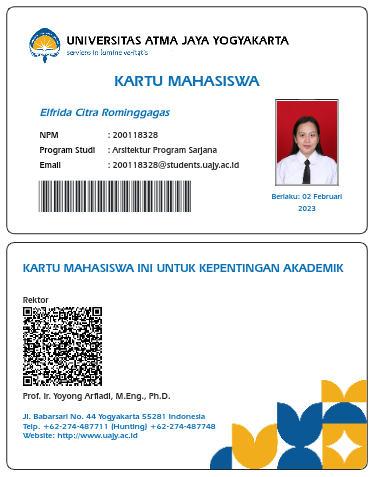 UNIVERSITAS ATMA JAYA YOGYAKARTA
serviens in lumine veritatis
KARTU MAHASISWA
Elfrida Citra Rominggagas
NPM : 200118328
Program Studi : Arsitektur Program Sarjana
Email : 200118328@students.uajy.ac.id
Berlaku: 02 Februari
2023
KARTU MAHASISWA INI UNTUK KEPENTINGAN AKADEMIK
Rektor
Prof. Ir. Yoyong Arfiadi, M.Eng., Ph.D.
Jl. Babarsari No. 44 Yogyakarta 55281 Indonesia
Telp. +62-274-487711 (Hunting) +62-274-487748
Website: http://www.uajy.ac.id